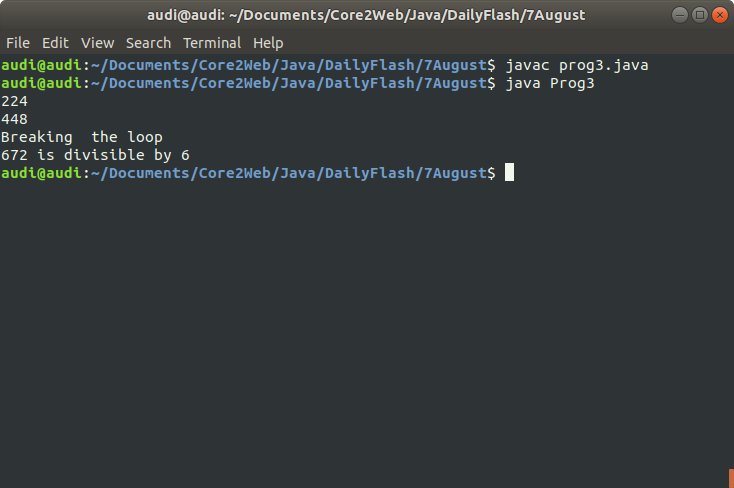 audi@audi: ~/Documents/Core2Web/Java/DailyFlash/7August
File Edit View Search Terminal Help
audi@audi:~/Documents/Core2Web/Java/DailyFlash/7August$ javac prog3.java
audi@audi:~/Documents/Core2Web/Java/DailyFlash/7August$ java Prog3
224
448
Breaking  the loop
672 is divisible by 6
audi@audi:~/Documents/Core2Web/Java/DailyFlash/7August$